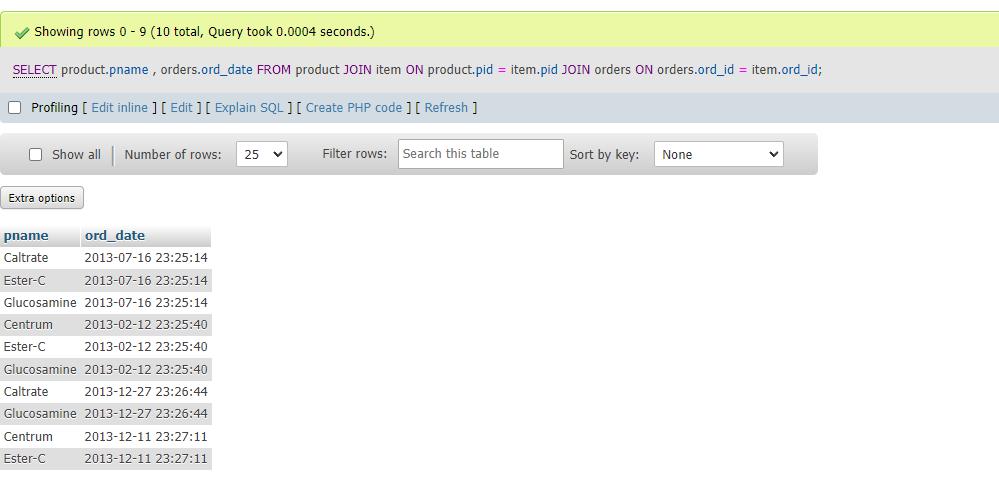 Showing rows 0 - 9 (10 total, Query took 0.0004 seconds.)
SELECT product.pname , orders.ord_date FROM product JOIN item ON product.pid = item.pid JOIN orders ON orders.ord_id = item.ord_id;
Profiling [ Edit inline ] [ Edit ] [ Explain SQL ] [ Create PHP code ] [ Refresh ]
Show all | Number of rows: 25 Filter rows: Search this table Sort by key: None
Extra options
pname ord_date
Caltrate 2013-07-16 23:25:14
Ester-C 2013-07-16 23:25:14
Glucosamine 2013-07-16 23:25:14
Centrum 2013-02-12 23:25:40
Ester-C 2013-02-12 23:25:40
Glucosamine 2013-02-12 23:25:40
Caltrate 2013-12-27 23:26:44
Glucosamine 2013-12-27 23:26:44
Centrum 2013-12-11 23:27:11
Ester-C 2013-12-11 23:27:11